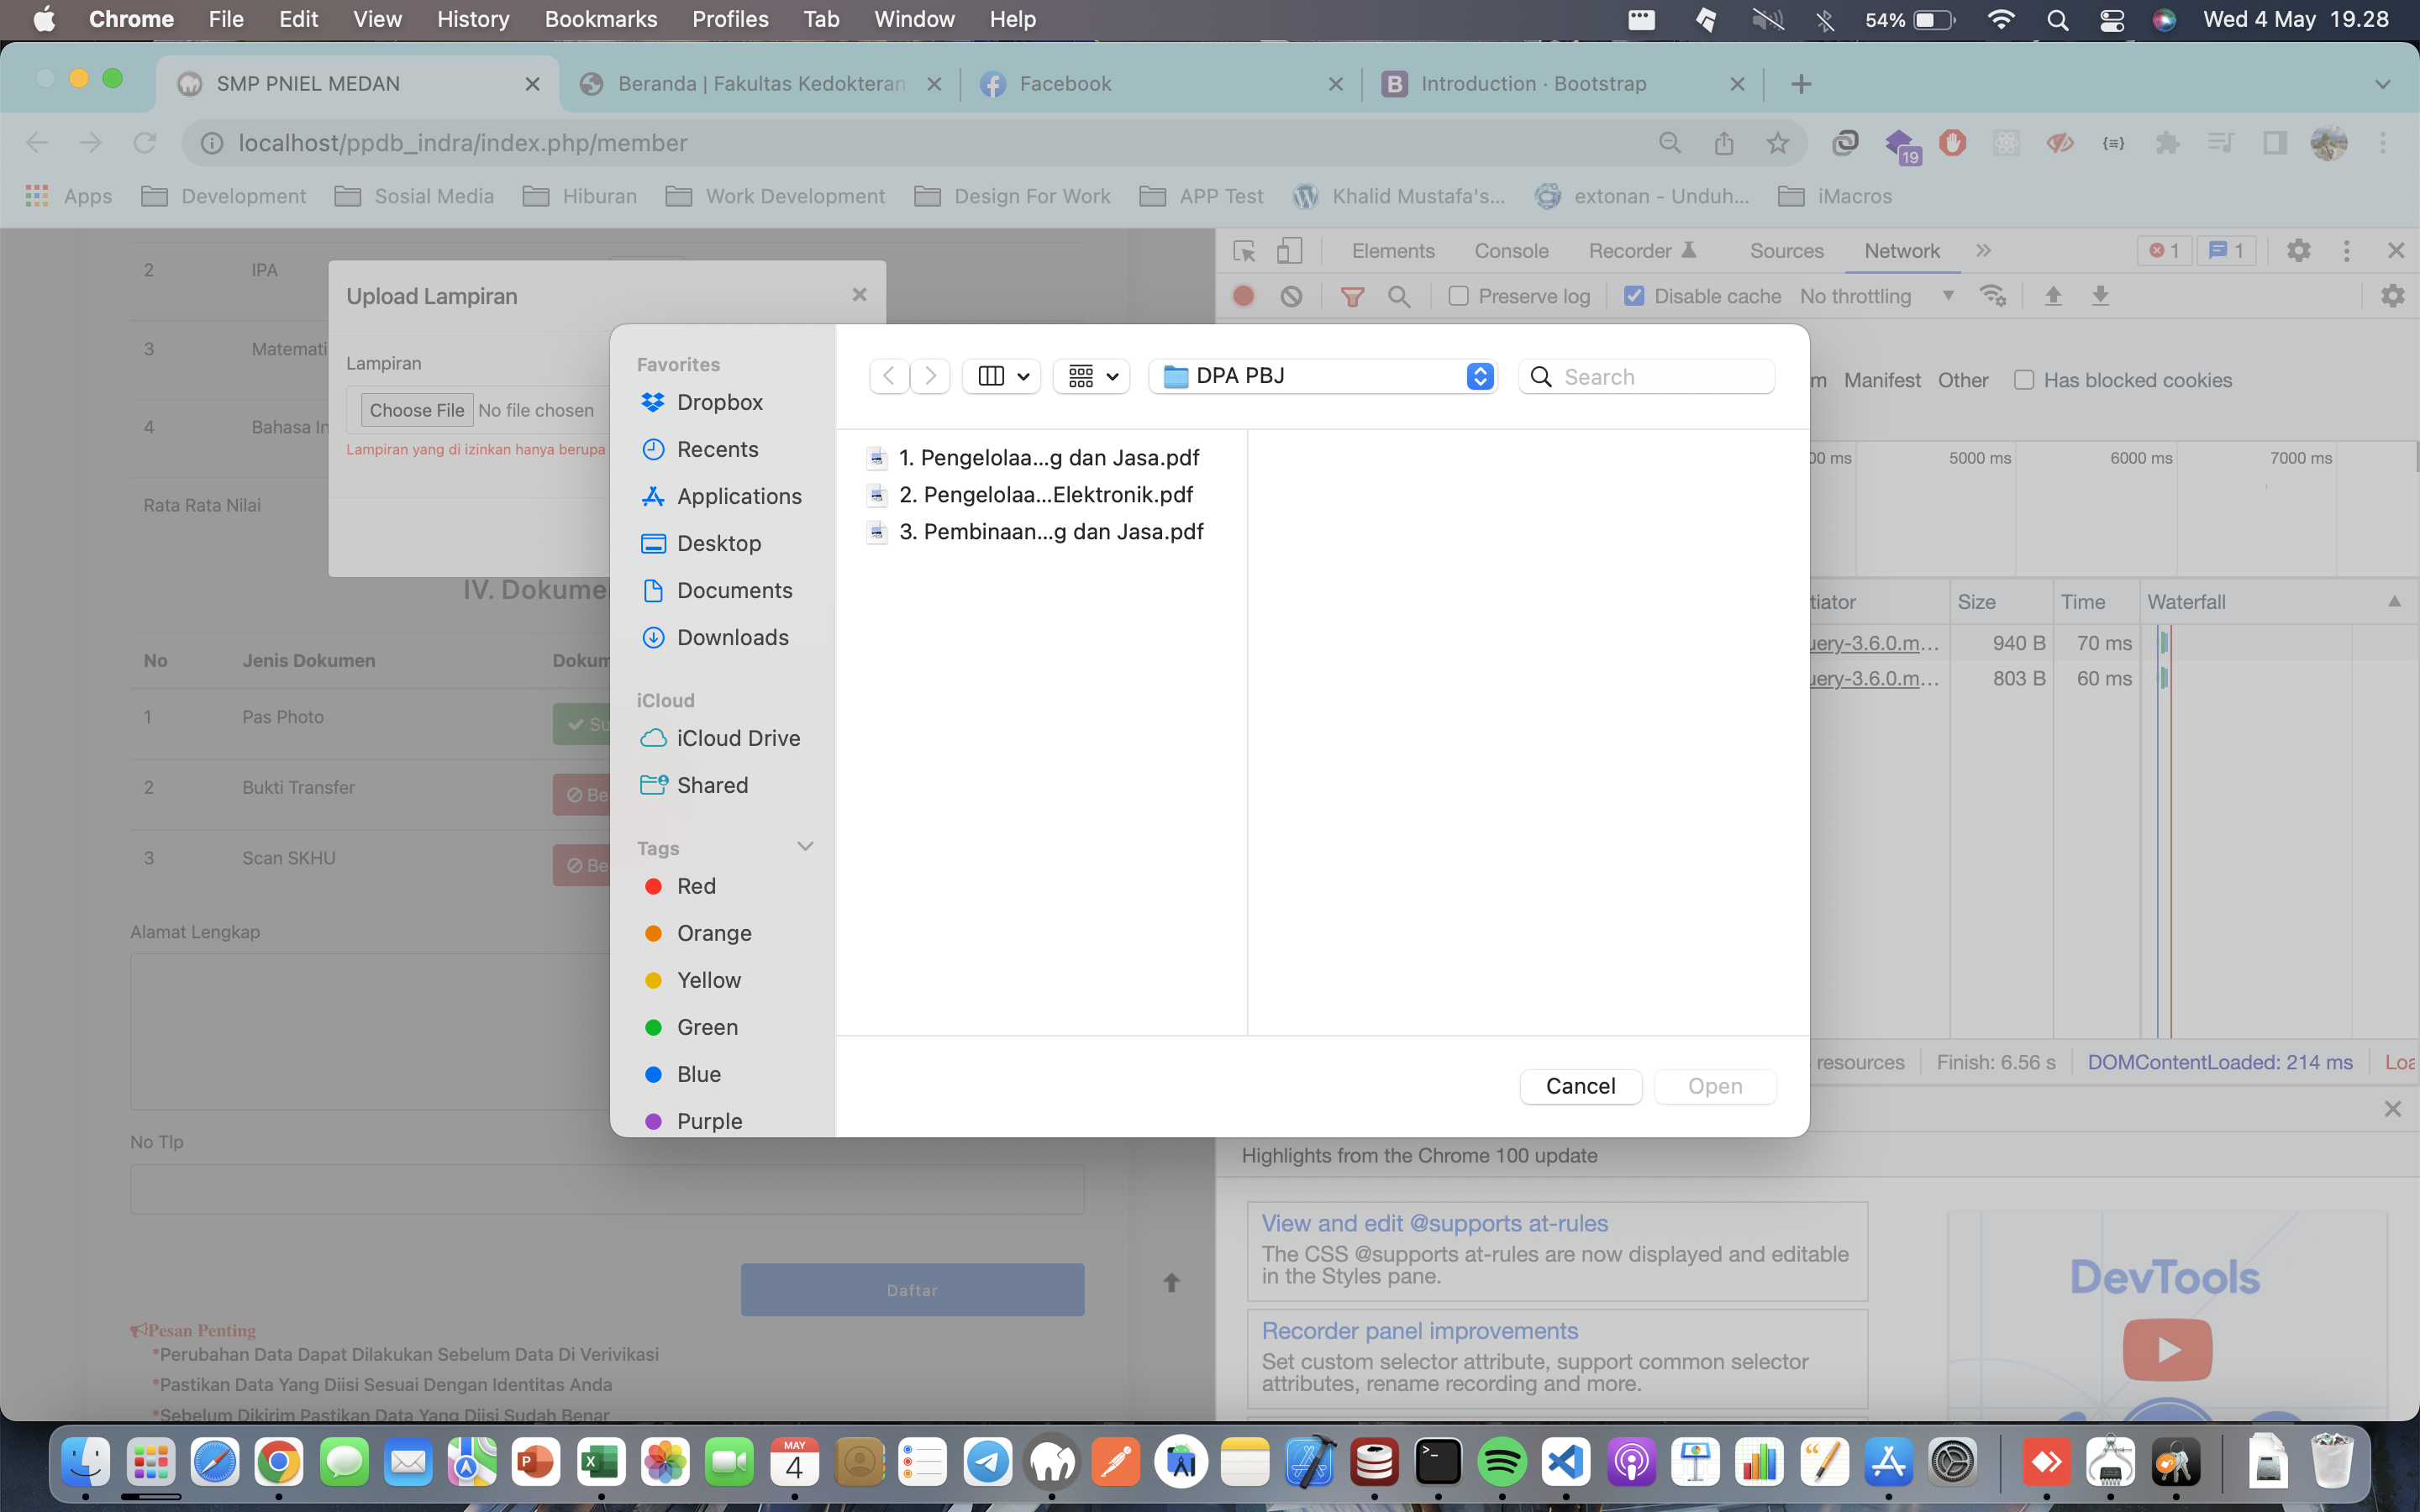 Chrome File Edit View History Bookmarks Profiles Tab Window Help 54% Wed 4 May 19.28
SMP PNIEL MEDAN
Beranda | Fakultas Kedokteran
Facebook
Introduction · Bootstrap
localhost/ppdb_indra/index.php/member
19
Apps Development Sosial Media Hiburan Work Development Design For Work APP Test Khalid Mustafa's... extonan - Unduh... iMacros
2 IPA
3 Matemati
4 Bahasa In
Rata Rata Nilai
Upload Lampiran
Lampiran
Choose File No file chosen
Lampiran yang di izinkan hanya berupa
IV. Dokume
No Jenis Dokumen Dokum
1 Pas Photo Su
2 Bukti Transfer Be
3 Scan SKHU Be
Alamat Lengkap
No Tlp
Daftar
Pesan Penting
*Perubahan Data Dapat Dilakukan Sebelum Data Di Verivikasi
*Pastikan Data Yang Diisi Sesuai Dengan Identitas Anda
*Sebelum Dikirim Pastikan Data Yang Diisi Sudah Benar
Favorites
Dropbox
Recents
Applications
Desktop
Documents
Downloads
iCloud
iCloud Drive
Shared
Tags
Red
Orange
Yellow
Green
Blue
Purple
DPA PBJ
Search
1. Pengelolaa...g dan Jasa.pdf
2. Pengelolaa...Elektronik.pdf
3. Pembinaan...g dan Jasa.pdf
Cancel Open
Elements Console Recorder Sources Network 1 1
Preserve log Disable cache No throttling
m Manifest Other Has blocked cookies
00 ms 5000 ms 6000 ms 7000 ms
tiator Size Time Waterfall
uery-3.6.0.m... 940 B 70 ms
uery-3.6.0.m... 803 B 60 ms
resources Finish: 6.56 s DOMContentLoaded: 214 ms Loa
Highlights from the Chrome 100 update
View and edit @supports at-rules
The CSS @supports at-rules are now displayed and editable
in the Styles pane.
Recorder panel improvements
Set custom selector attribute, support common selector
attributes, rename recording and more.
DevTools
MAY
4